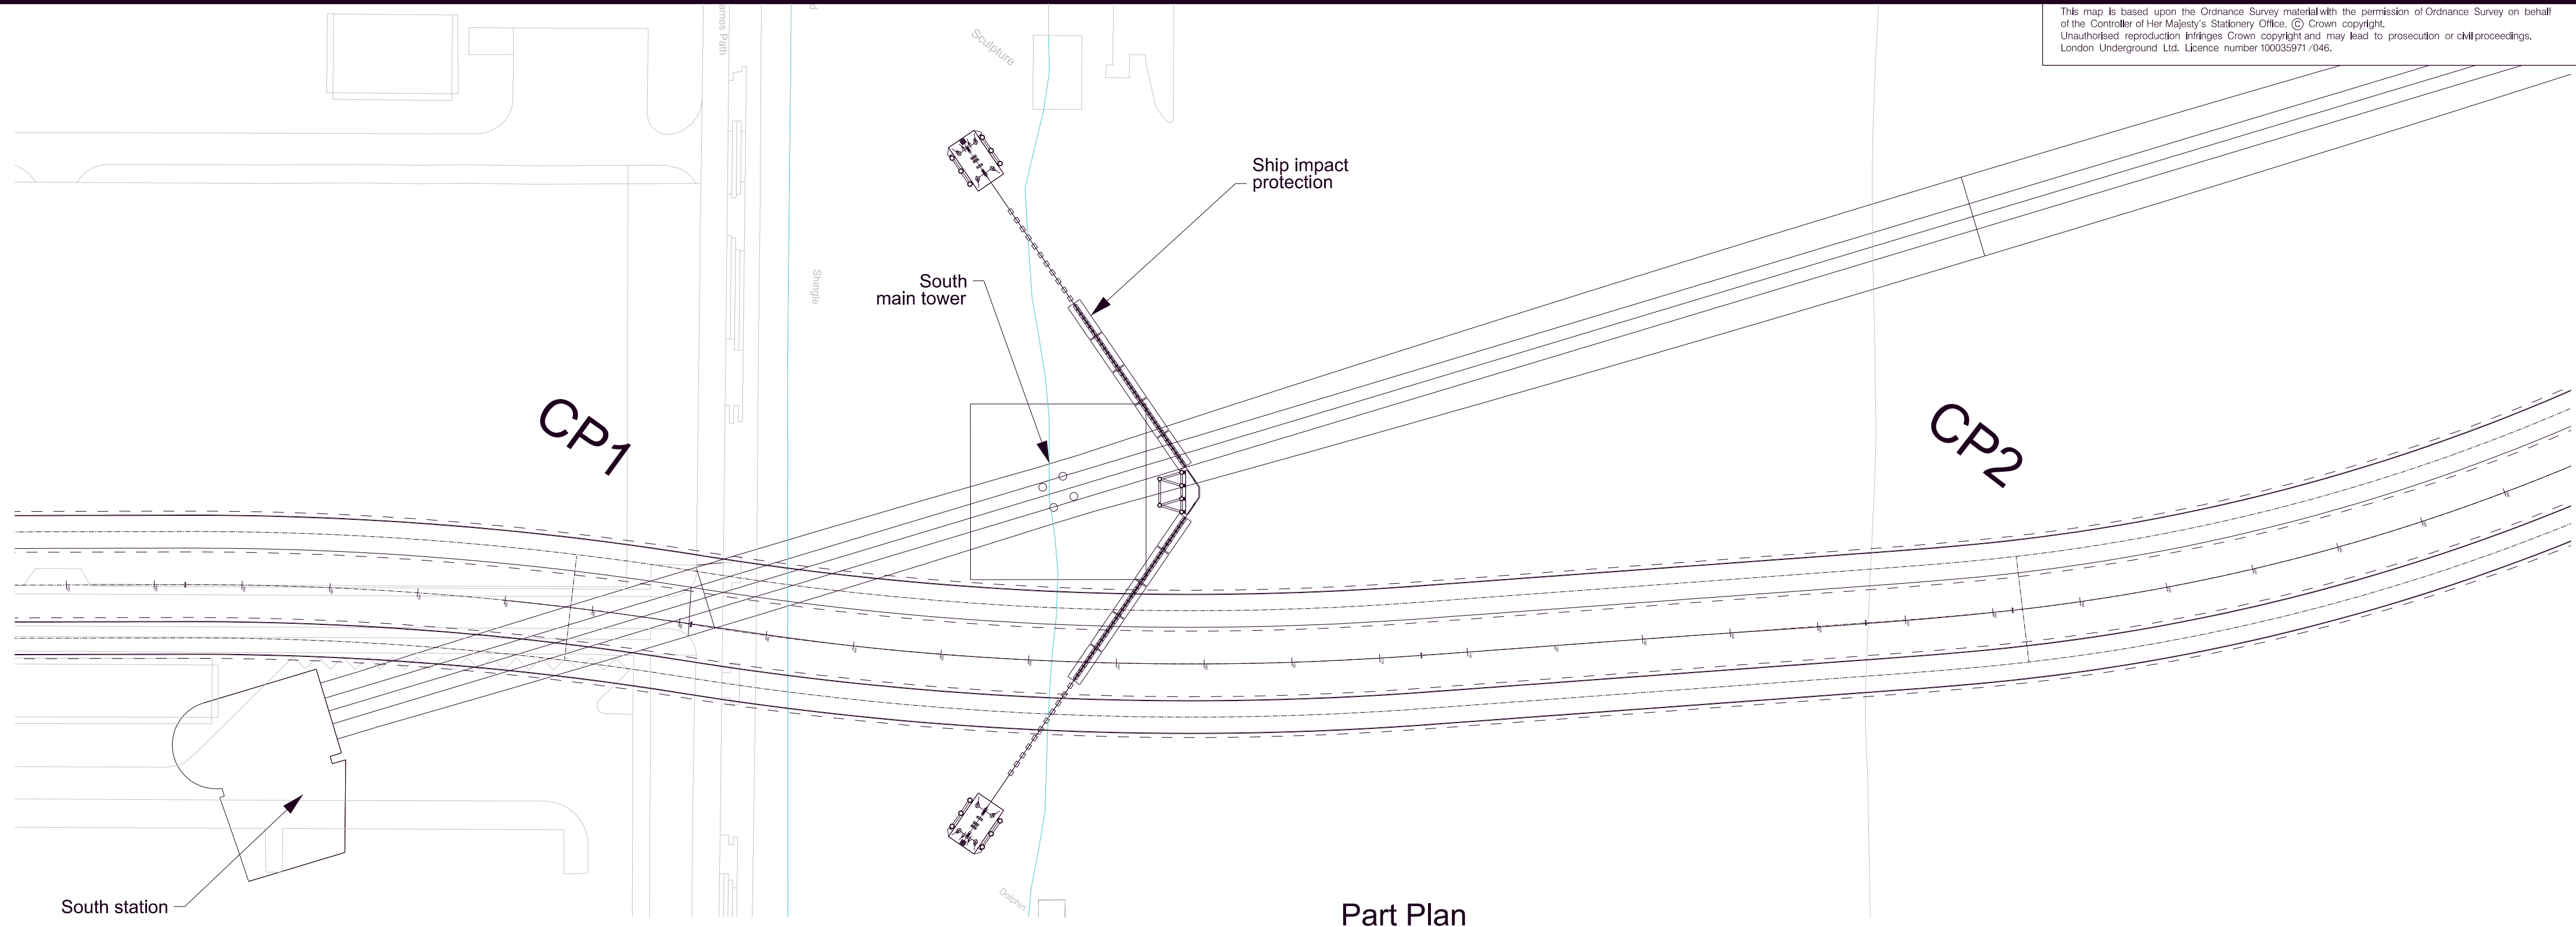 This map is based upon the Ordnance Survey material with the permission of Ordnance Survey on behalf
of the Controller of Her Majesty's Stationery Office, © Crown copyright.
Unauthorised reproduction infringes Crown copyright and may lead to prosecution or civil proceedings.
London Underground Ltd. Licence number 100035971/046.
ames Path
Sculpture
Ship impact
protection
South
main tower
Shingle
CP1
CP2
South station
Dolphin
Part Plan